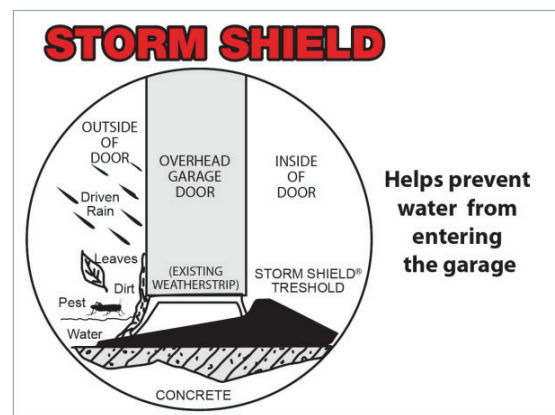 STORM SHIELD
OUTSIDE
OF
DOOR
Driven
Rain
Leaves
Dirt
Pest
Water
OVERHEAD
GARAGE
DOOR
(EXISTING
WEATHERSTRIP)
INSIDE
OF
DOOR
STORM SHIELD®
TRESHOLD
CONCRETE
Helps prevent
water from
entering
the garage